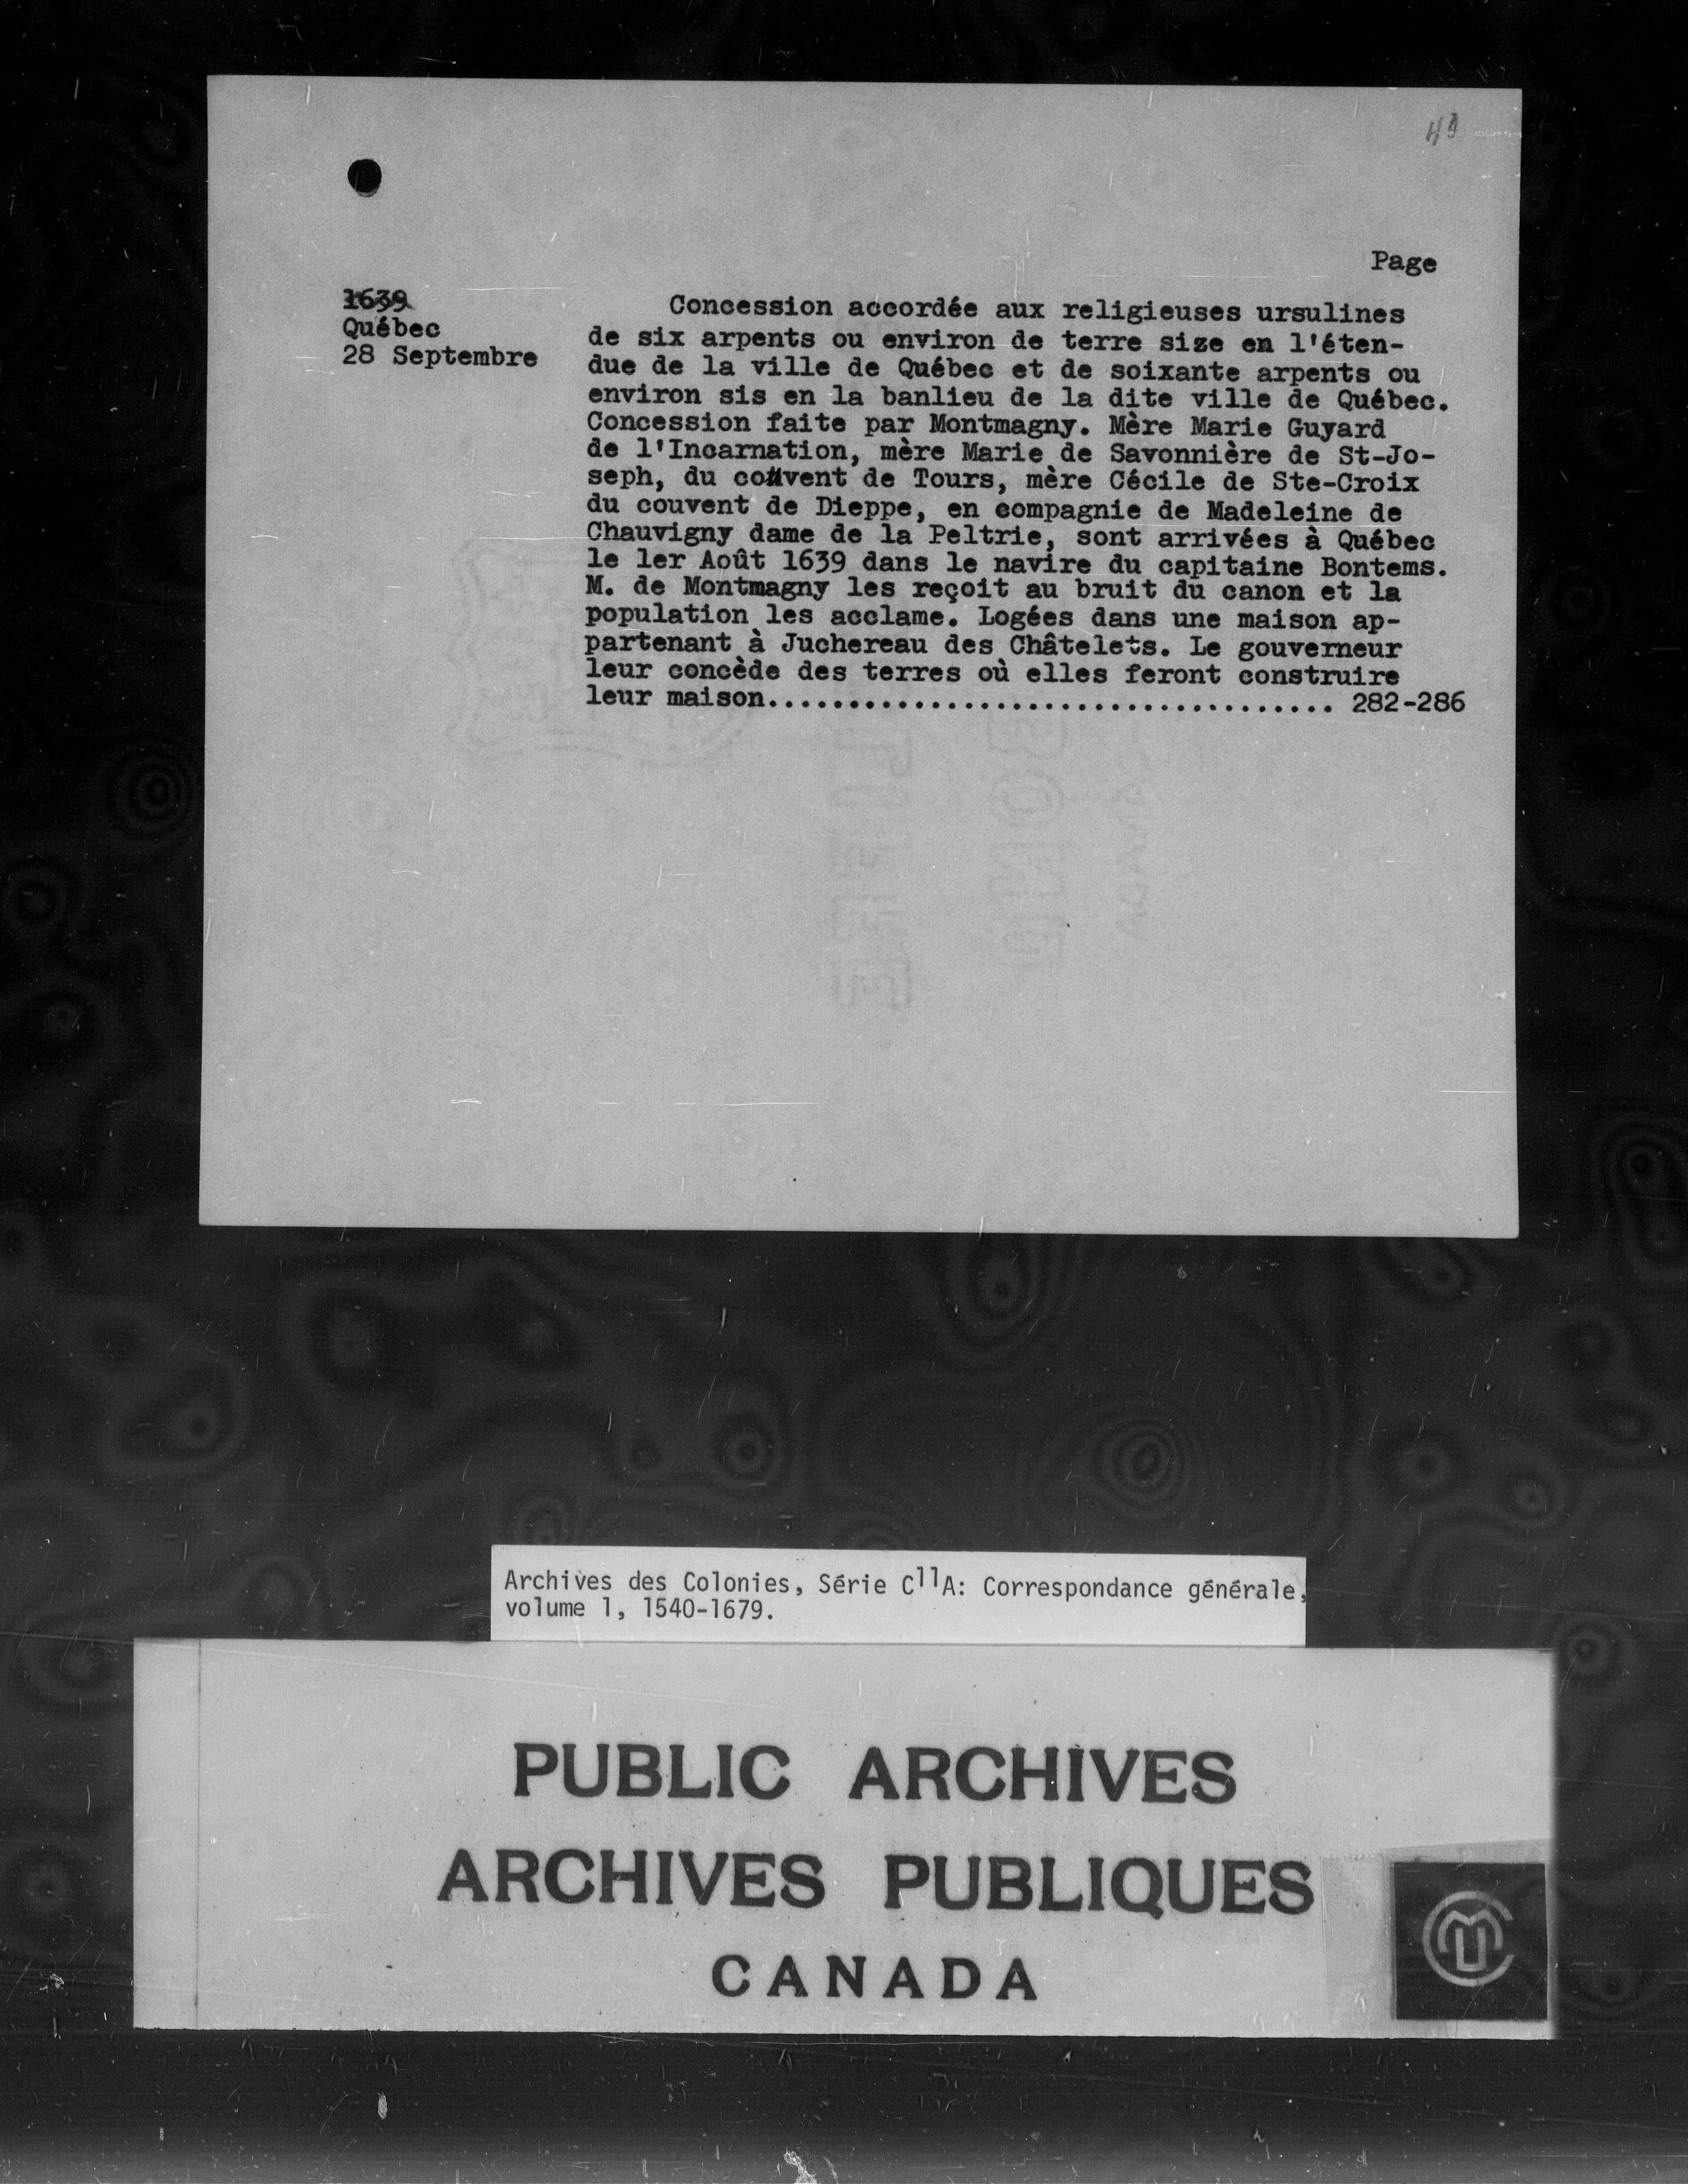 Page
1639
Québec
28 Septembre
Concession accordée aux religieuses ursulines
de six arpents ou environ de terre size en l'éten-
due de la ville de Québec et de soixante arpents ou
environ sis en la banlieu de la dite ville de Québec.
Concession faite par Montmagny. Mère Marie Guyard
de l'Incarnation, mère Marie de Savonnière de St-Jo-
seph, du couvent de Tours, mère Cécile de Ste-Croix
du couvent de Dieppe, en compagnie de Madeleine de
Chauvigny dame de la Peltrie, sont arrivées à Québec
le 1er Août 1639 dans le navire du capitaine Bontems.
M. de Montmagny les reçoit au bruit du canon et la
population les acclame. Logées dans une maison ap-
partenant à Juchereau des Châtelets. Le gouverneur
leur concède des terres où elles feront construire
leur maison................................... 282-286
Archives des Colonies, Série C11A: Correspondance générale,
volume 1, 1540-1679.
PUBLIC ARCHIVES
ARCHIVES PUBLIQUES
CANADA